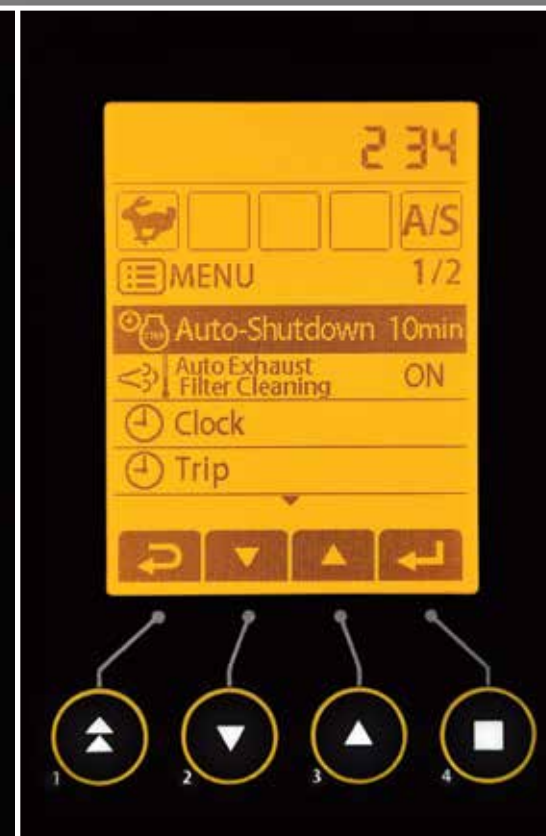 2 34
A/S
MENU 1/2
Auto-Shutdown 10min
Auto Exhaust
Filter Cleaning ON
Clock
Trip
1 2 3 4